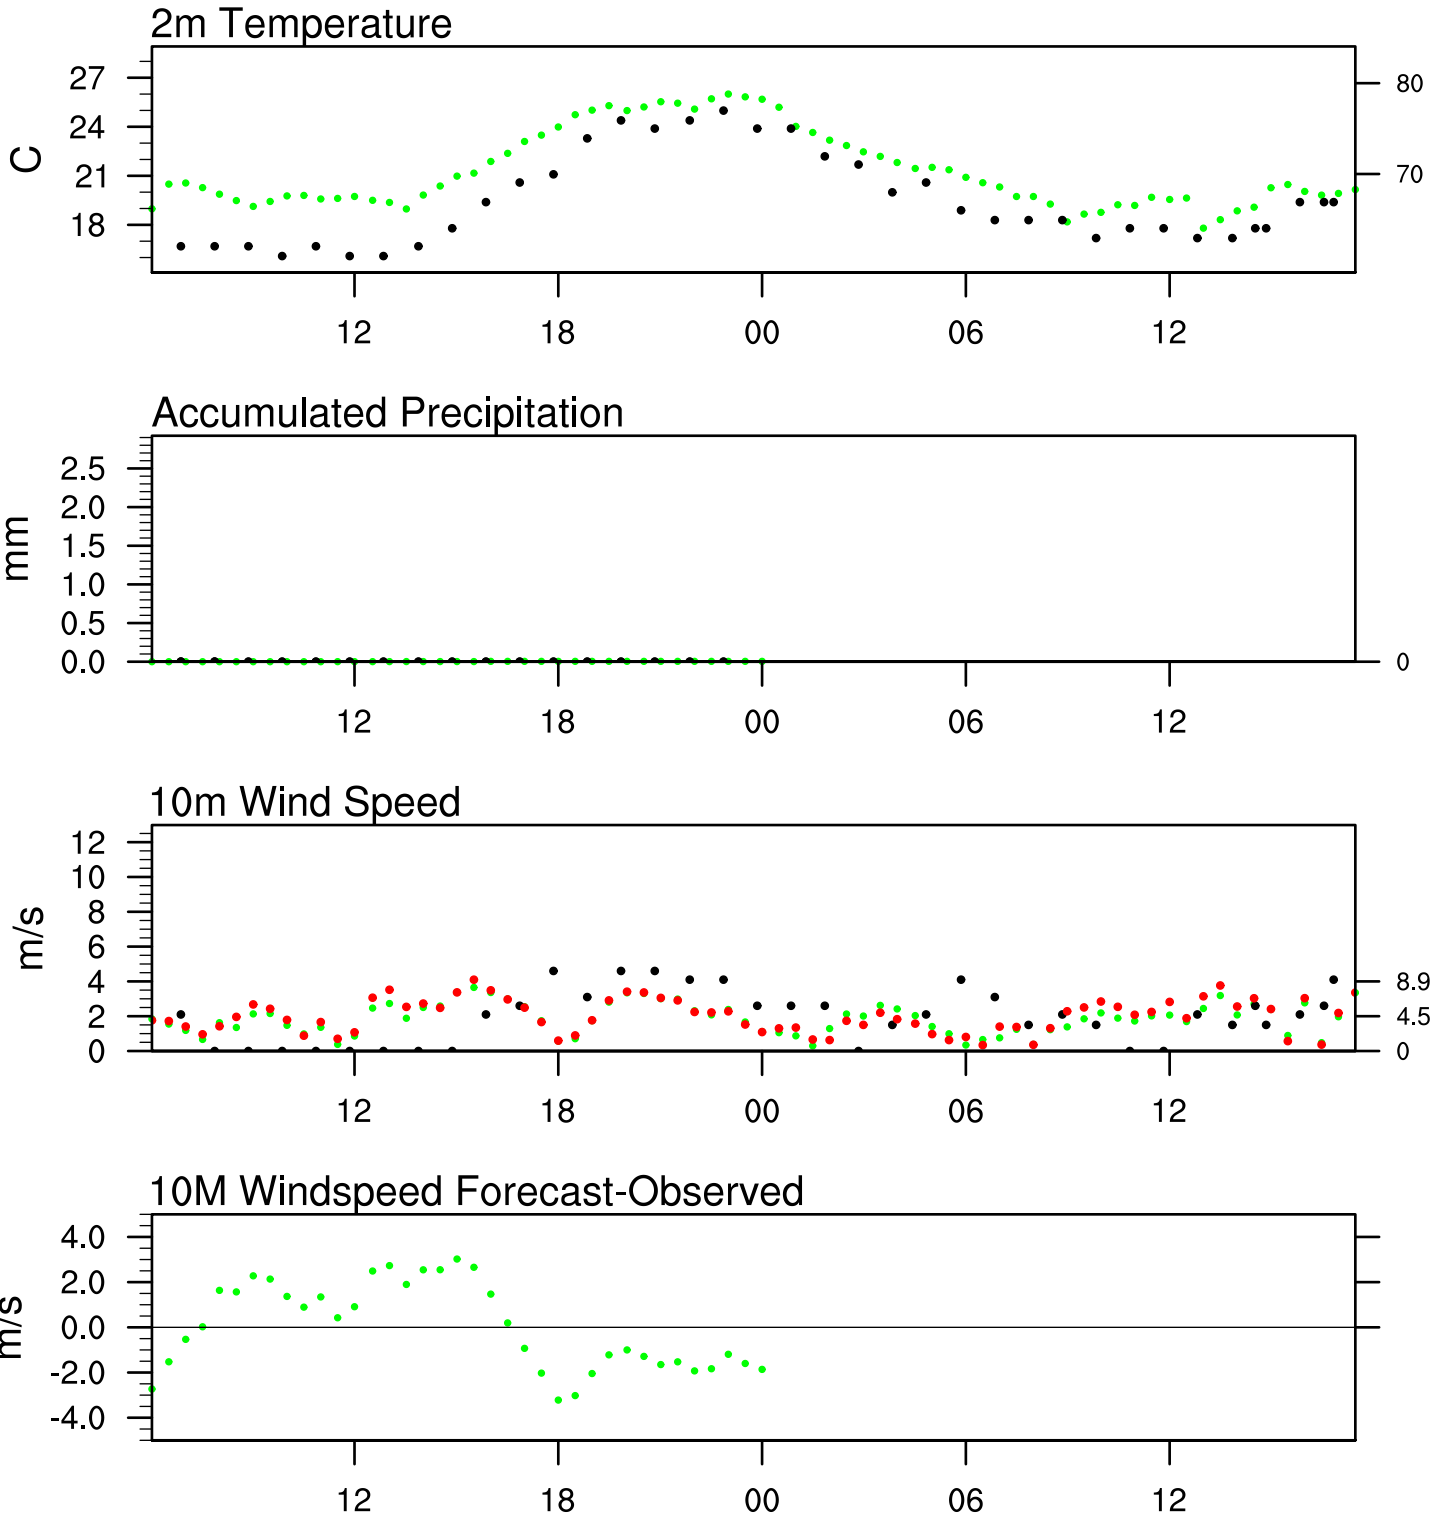 2m Temperature
27
24
21
18
C
80
70
12 18 00 06 12
Accumulated Precipitation
2.5
2.0
1.5
1.0
0.5
0.0
mm
0
12 18 00 06 12
10m Wind Speed
12
10
8
6
4
2
0
m/s
8.9
4.5
0
12 18 00 06 12
10M Windspeed Forecast-Observed
4.0
2.0
0.0
-2.0
-4.0
m/s
12 18 00 06 12